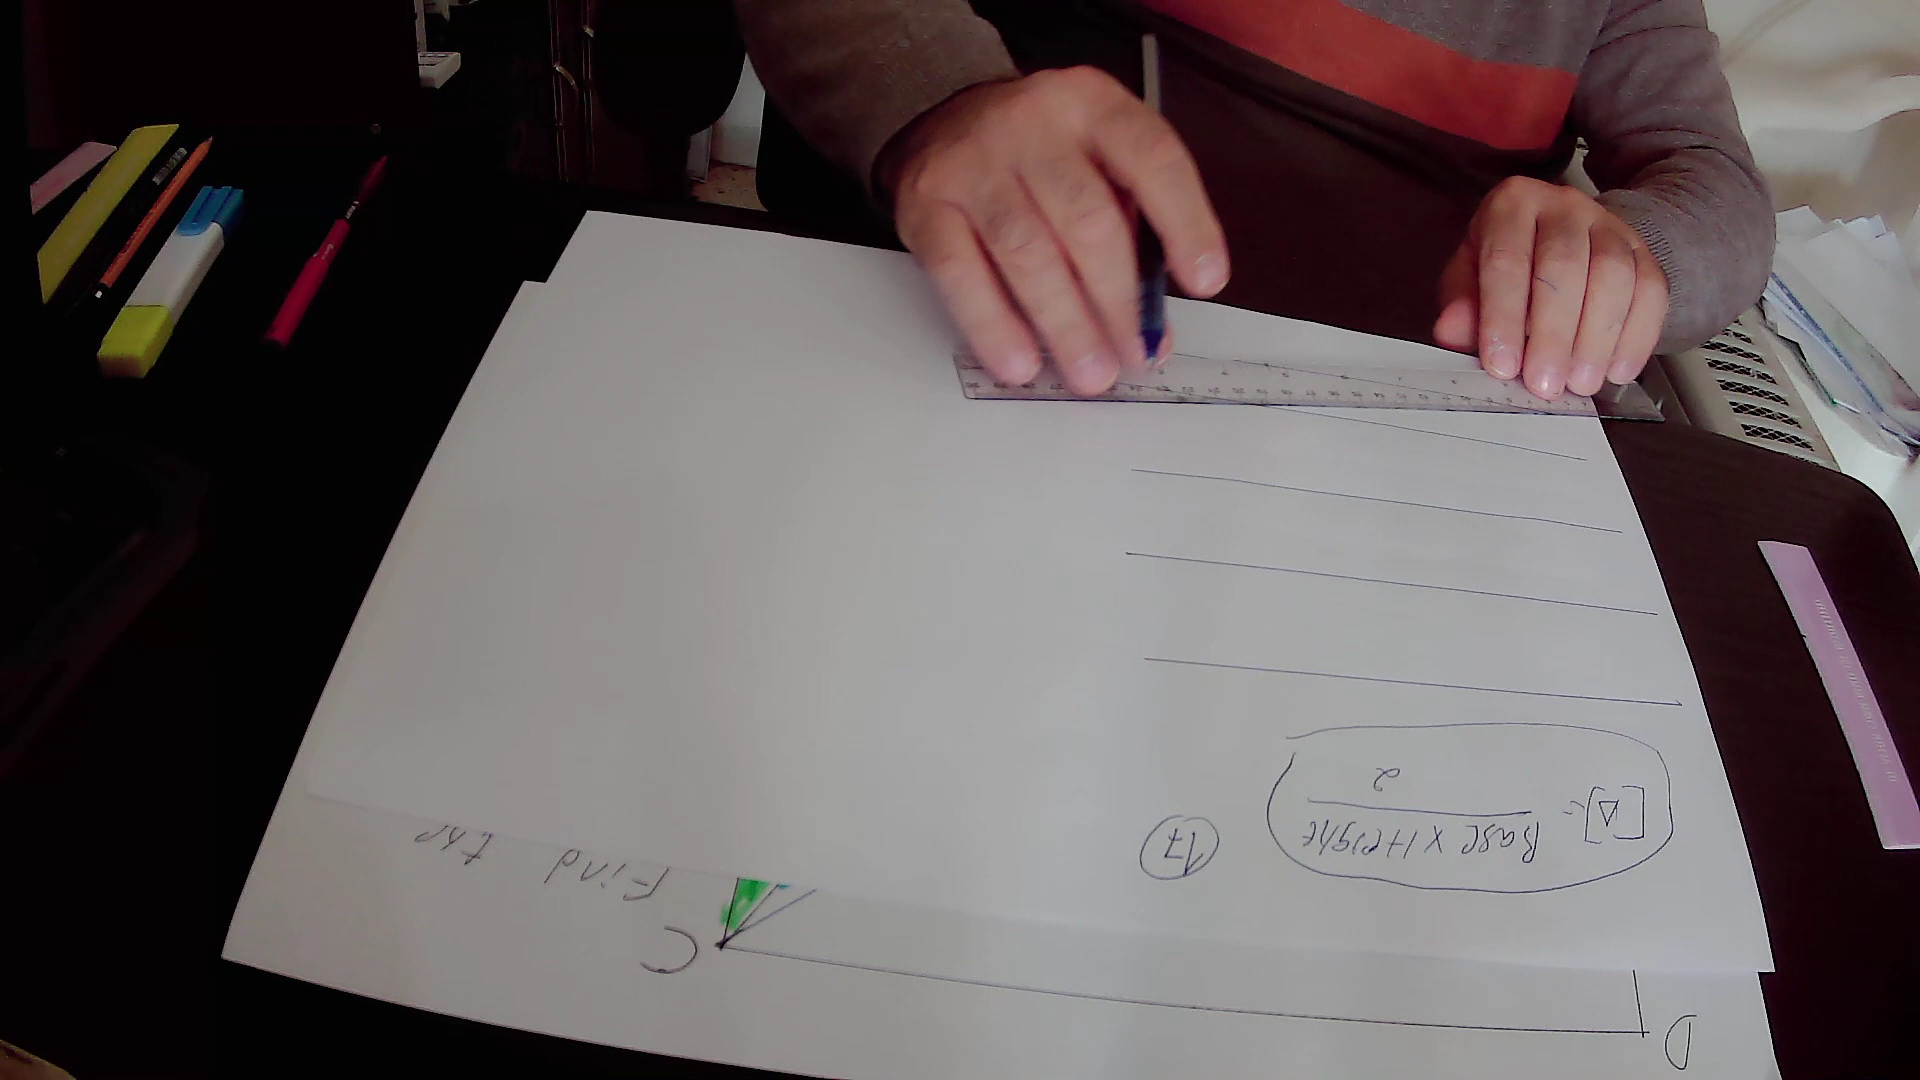 D
C
Find the
17
[△] = Base x Height
2